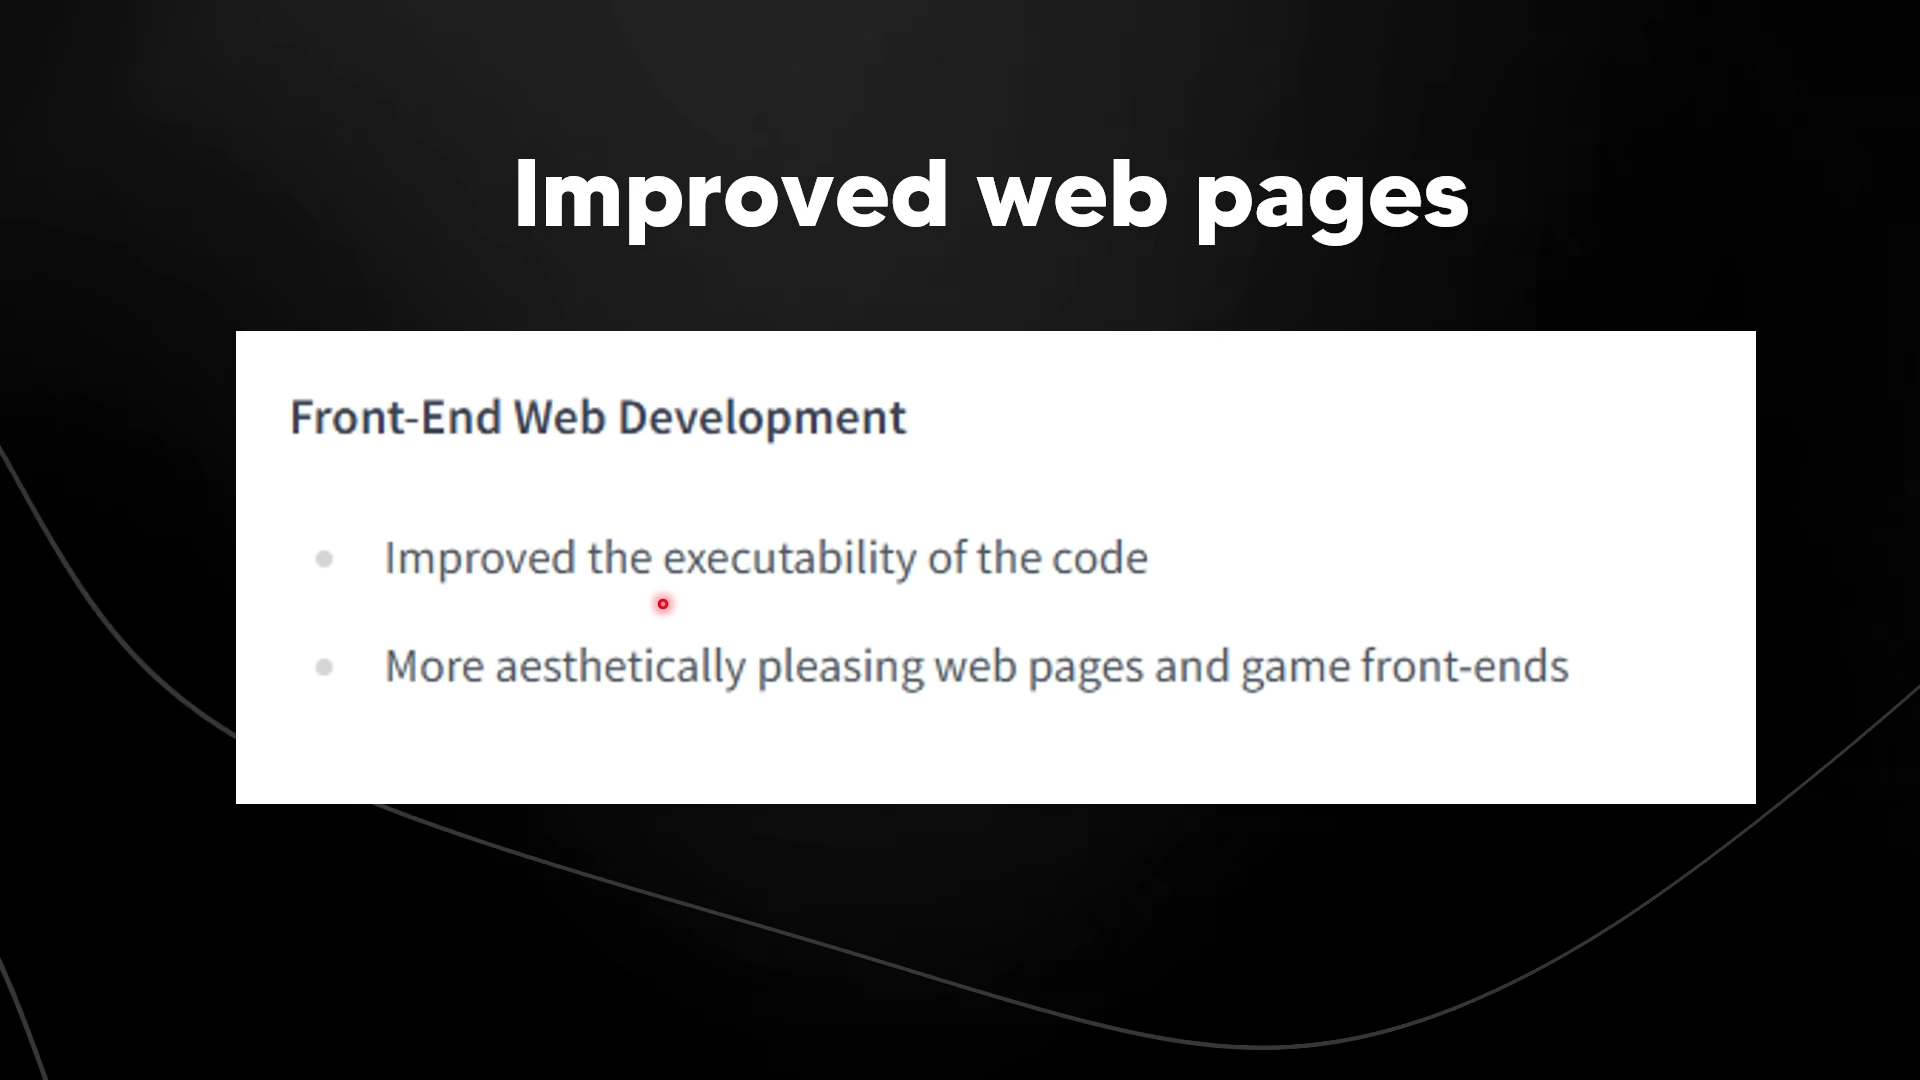 Improved web pages
Front-End Web Development
Improved the executability of the code
More aesthetically pleasing web pages and game front-ends